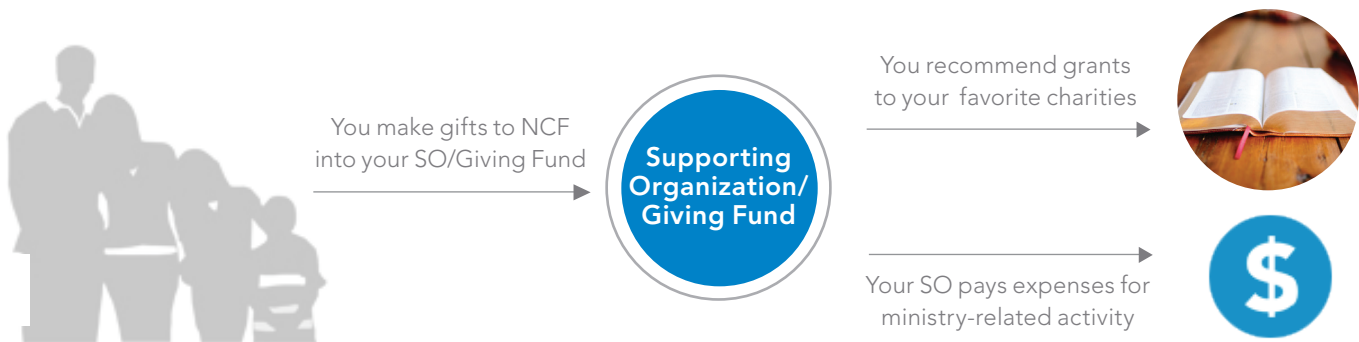 You make gifts to NCF
into your SO/Giving Fund
Supporting
Organization/
Giving Fund
You recommend grants
to your favorite charities
Your SO pays expenses for
ministry-related activity
$